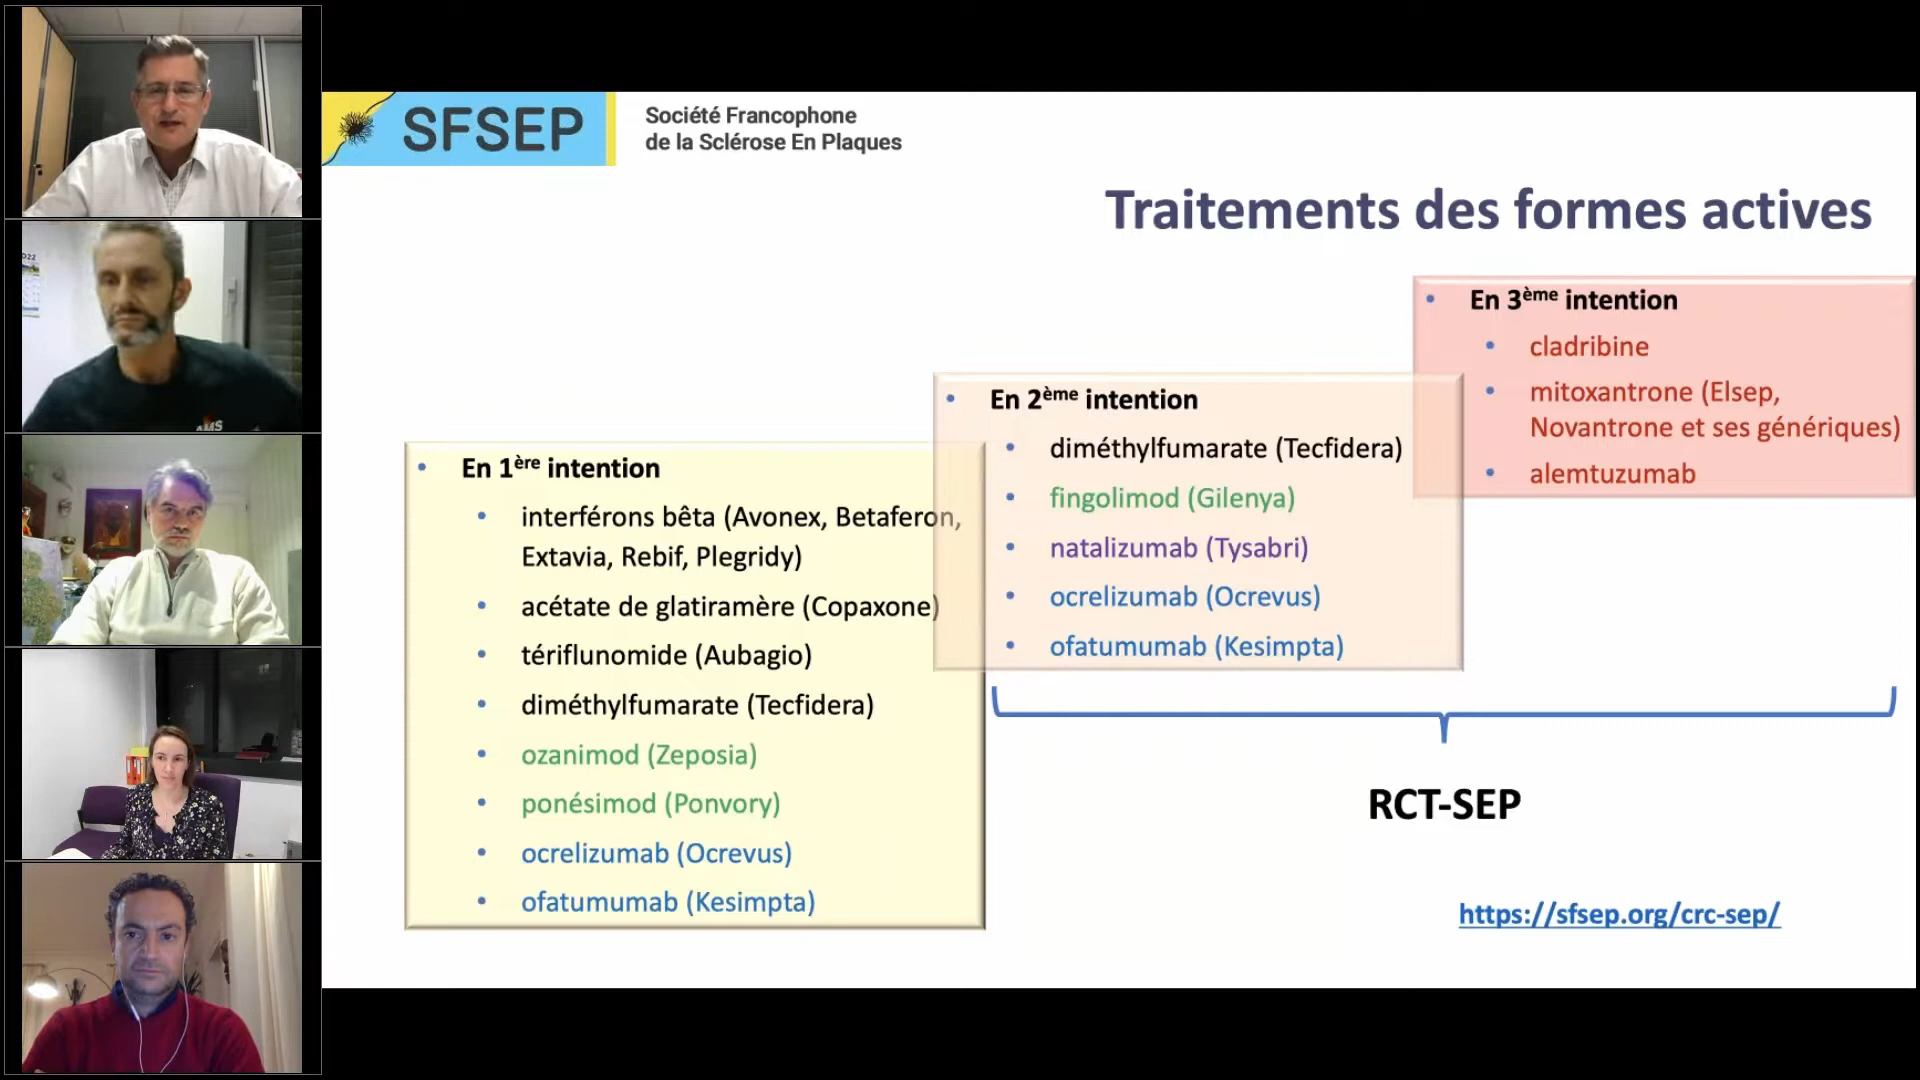 SFSEP
Société Francophone
de la Sclérose En Plaques
Traitements des formes actives
En 1ère intention
interférons bêta (Avonex, Betaferon,
Extavia, Rebif, Plegridy)
acétate de glatiramère (Copaxone)
tériflunomide (Aubagio)
diméthylfumarate (Tecfidera)
ozanimod (Zeposia)
ponésimod (Ponvory)
ocrelizumab (Ocrevus)
ofatumumab (Kesimpta)
En 2ème intention
diméthylfumarate (Tecfidera)
fingolimod (Gilenya)
natalizumab (Tysabri)
ocrelizumab (Ocrevus)
ofatumumab (Kesimpta)
En 3ème intention
cladribine
mitoxantrone (Elsep,
Novantrone et ses génériques)
alemtuzumab
RCT-SEP
https://sfsep.org/crc-sep/